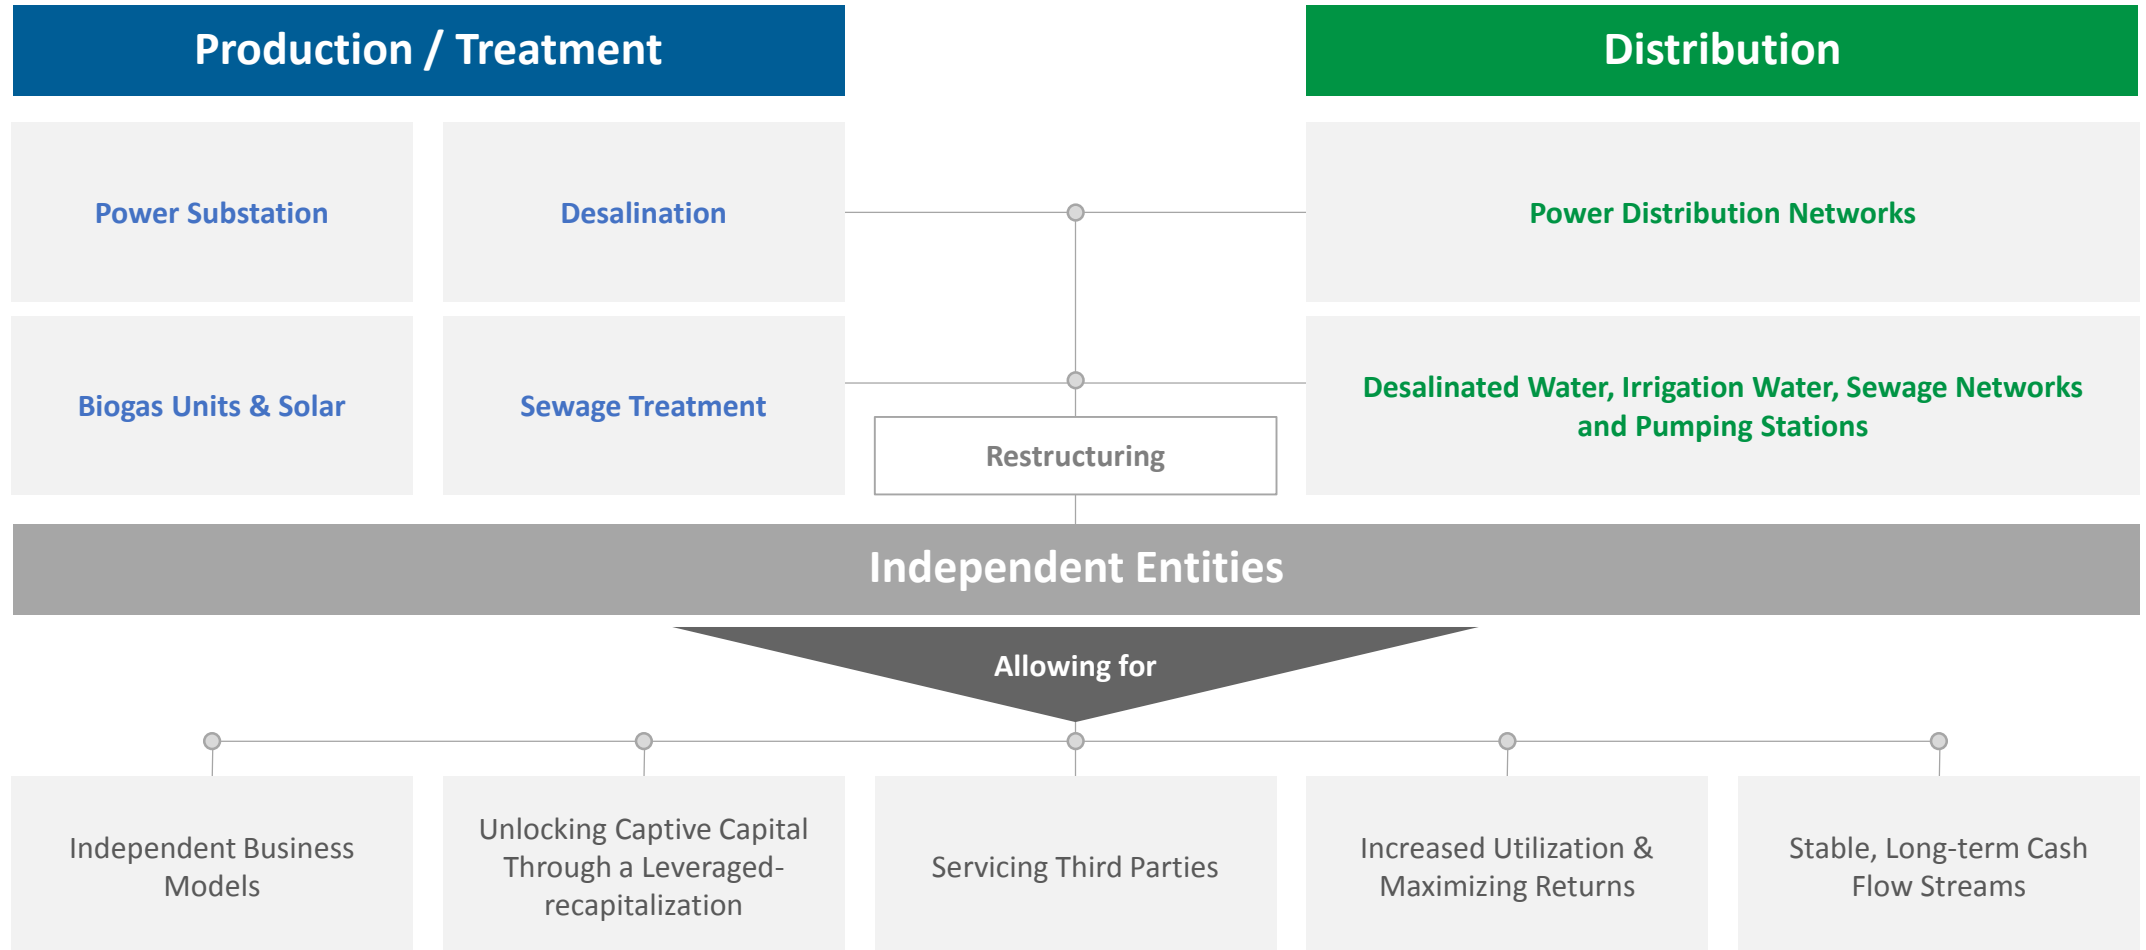 Production / Treatment
Distribution
Power Substation
Desalination
Power Distribution Networks
Biogas Units & Solar
Sewage Treatment
Desalinated Water, Irrigation Water, Sewage Networks
and Pumping Stations
Restructuring
Independent Entities
Allowing for
Independent Business
Models
Unlocking Captive Capital
Through a Leveraged-
recapitalization
Servicing Third Parties
Increased Utilization &
Maximizing Returns
Stable, Long-term Cash
Flow Streams